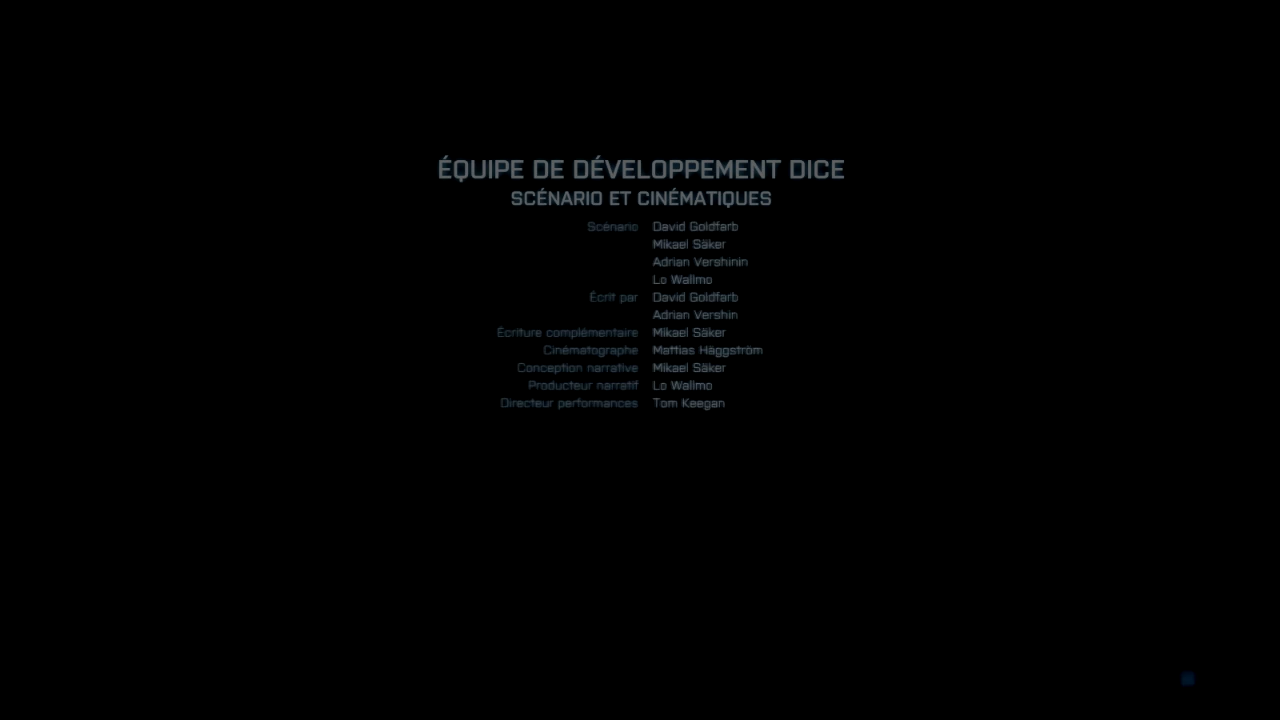 ÉQUIPE DE DÉVELOPPEMENT DICE
SCÉNARIO ET CINÉMATIQUES
Scénario David Goldfarb
Mikael Säker
Adrian Vershinin
Lo Wallmo
Écrit par David Goldfarb
Adrian Vershin
Écriture complémentaire Mikael Säker
Cinématographe Mattias Häggström
Conception narrative Mikael Säker
Producteur narratif Lo Wallmo
Directeur performances Tom Keegan